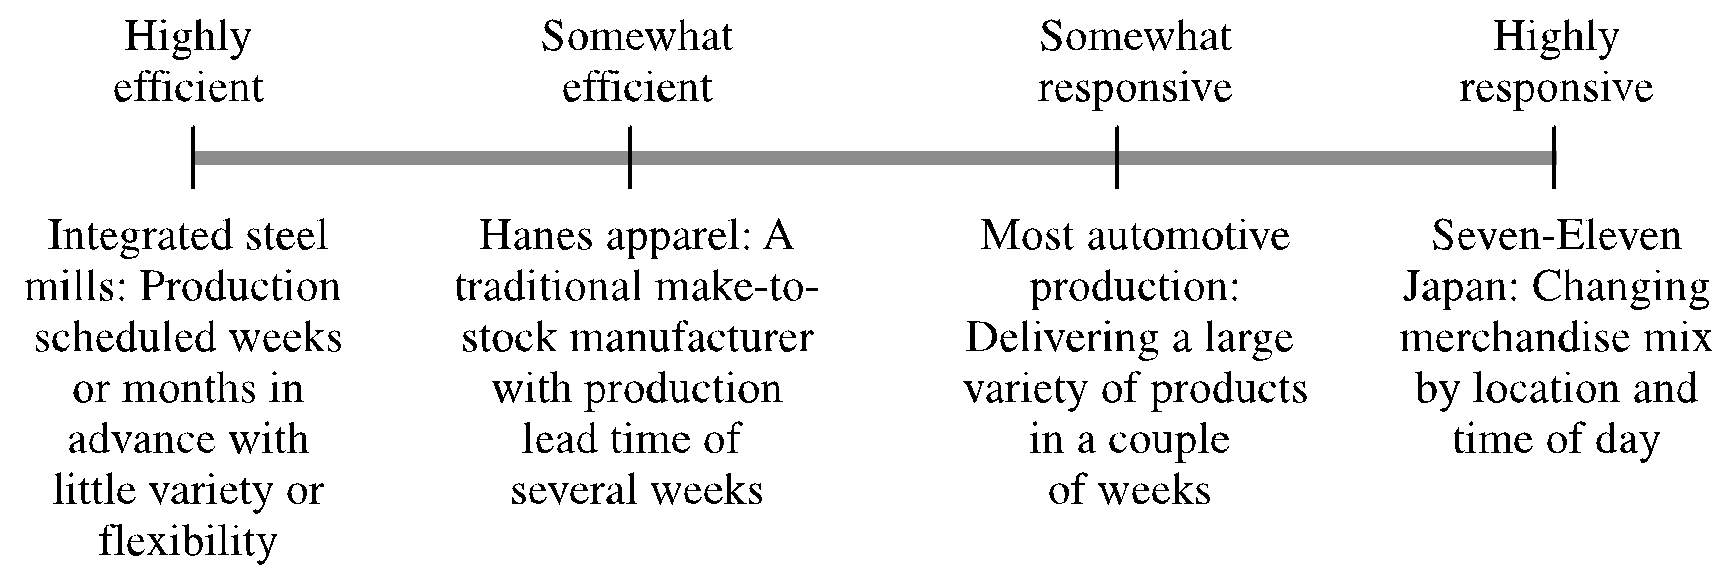 Highly
efficient
Somewhat
efficient
Somewhat
responsive
Highly
responsive
Integrated steel
mills: Production
scheduled weeks
or months in
advance with
little variety or
flexibility
Hanes apparel: A
traditional make-to-
stock manufacturer
with production
lead time of
several weeks
Most automotive
production:
Delivering a large
variety of products
in a couple
of weeks
Seven-Eleven
Japan: Changing
merchandise mix
by location and
time of day